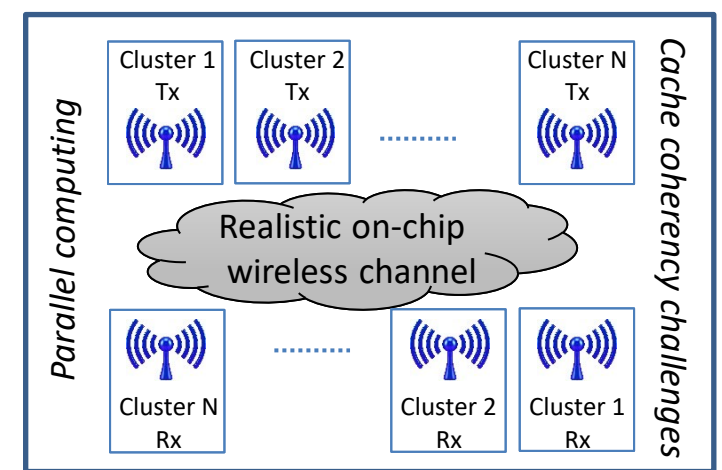 Cluster 1
Tx
Cluster 2
Tx
Cluster N
Tx
Parallel computing
Cache coherency challenges
Realistic on-chip
wireless channel
Cluster N
Rx
Cluster 2
Rx
Cluster 1
Rx